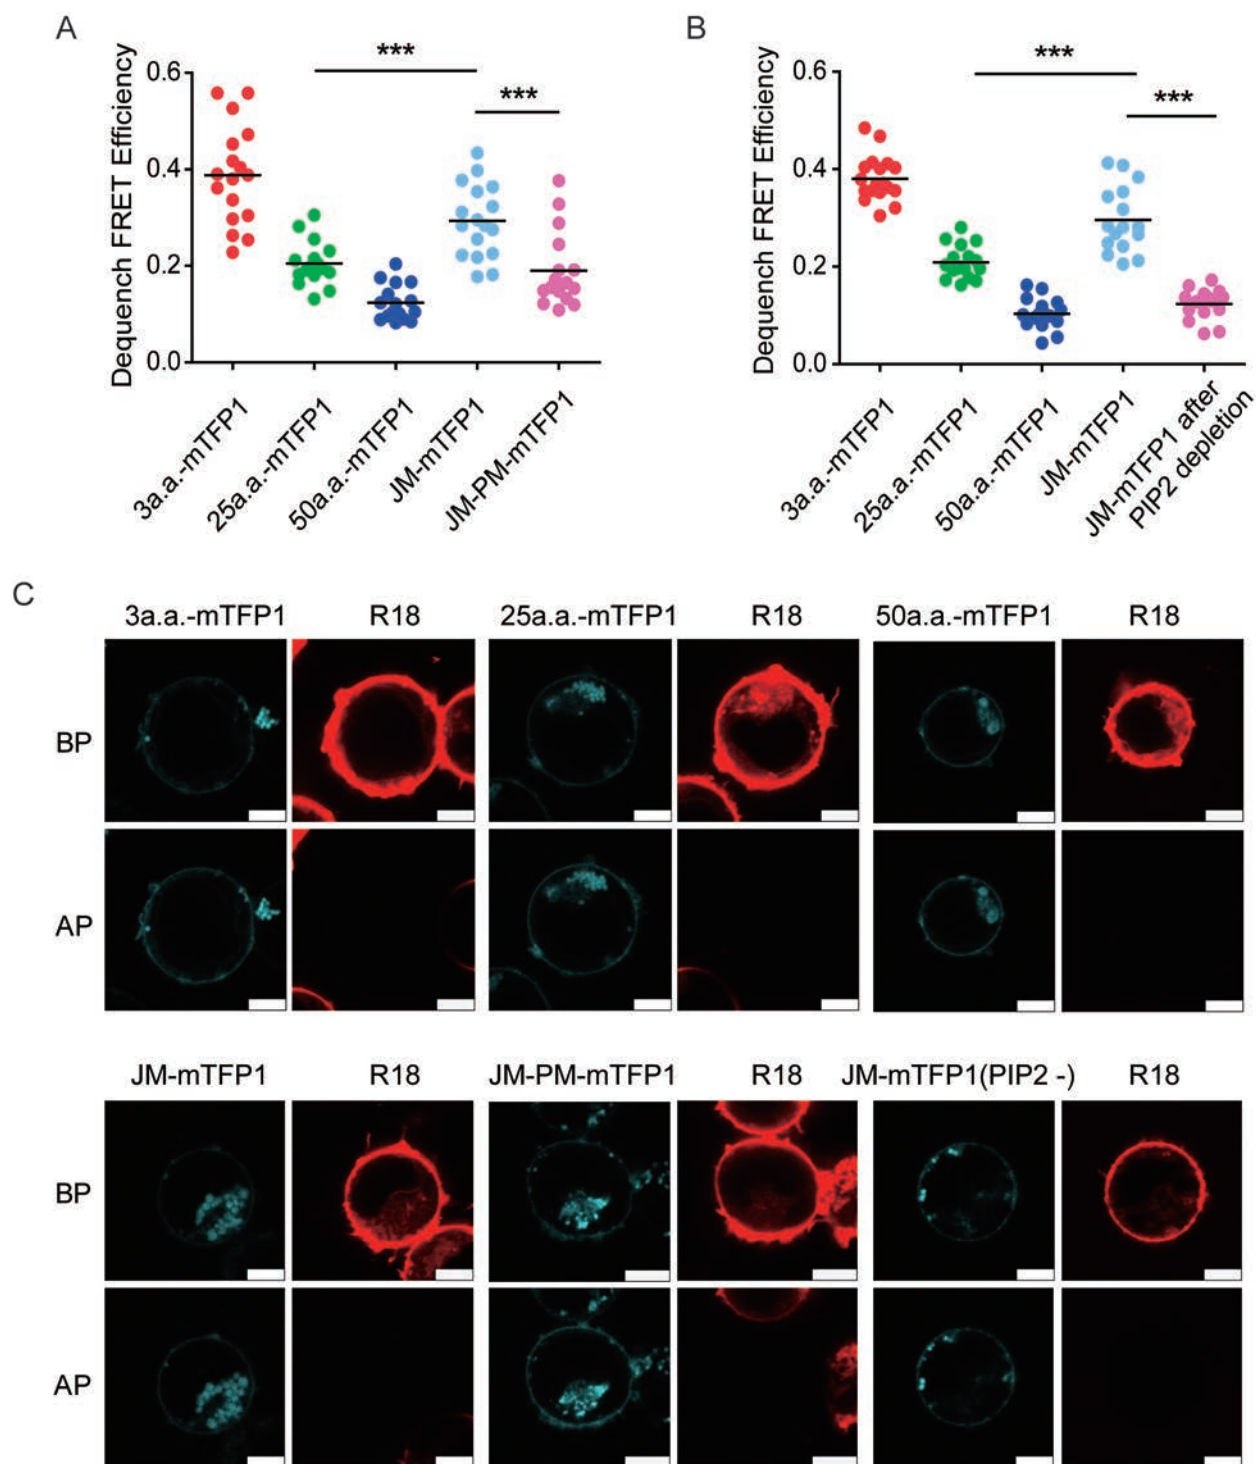 A
Dequench FRET Efficiency
0.6
0.4
0.2
0.0
***
***
3a.a.-mTFP1
25a.a.-mTFP1
50a.a.-mTFP1
JM-mTFP1
JM-PM-mTFP1
B
Dequench FRET Efficiency
0.6
0.4
0.2
0.0
***
***
3a.a.-mTFP1
25a.a.-mTFP1
50a.a.-mTFP1
JM-mTFP1
JM-mTFP1 after
PIP2 depletion
C
3a.a.-mTFP1 R18 25a.a.-mTFP1 R18 50a.a.-mTFP1 R18
BP
AP
JM-mTFP1 R18 JM-PM-mTFP1 R18 JM-mTFP1(PIP2 -) R18
BP
AP